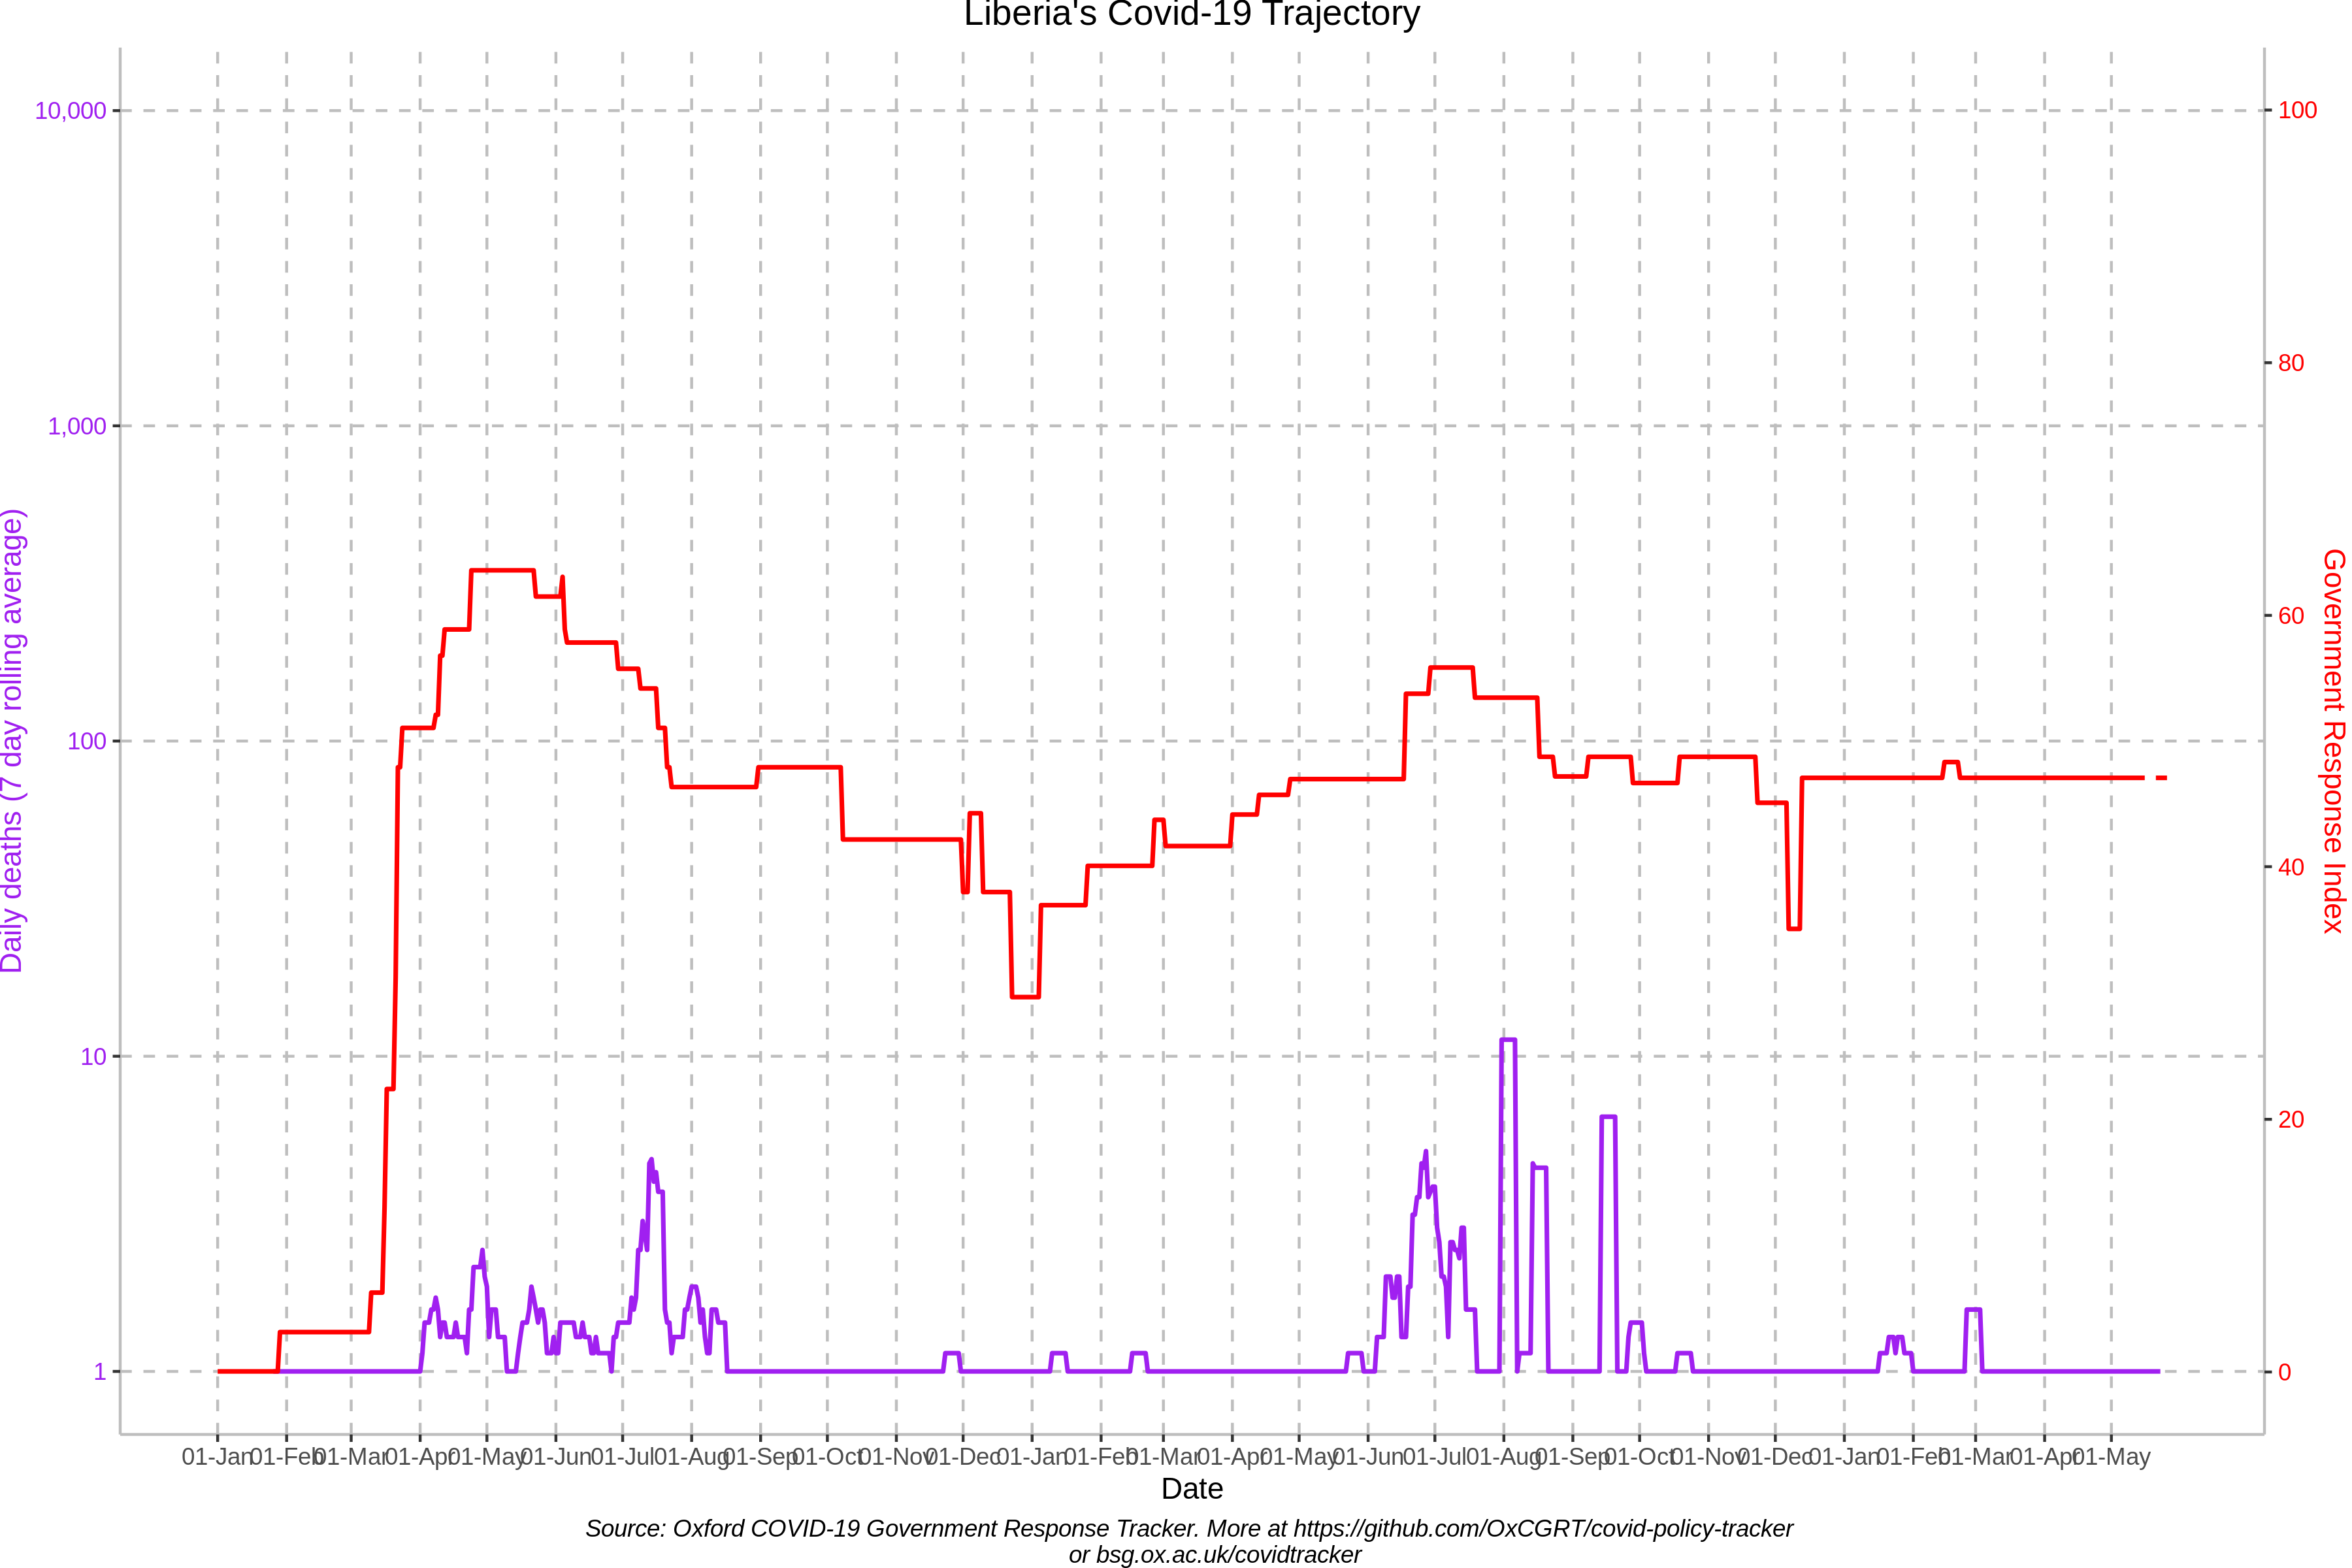 Liberia's Covid-19 Trajectory
10,000
1,000
100
10
1
Daily deaths (7 day rolling average)
100
80
60
40
20
0
Government Response Index
01-Jan 01-Feb 01-Mar 01-Apr 01-May 01-Jun 01-Jul 01-Aug 01-Sep 01-Oct 01-Nov 01-Dec 01-Jan 01-Feb 01-Mar 01-Apr 01-May 01-Jun 01-Jul 01-Aug 01-Sep 01-Oct 01-Nov 01-Dec 01-Jan 01-Feb 01-Mar 01-Apr 01-May
Date
Source: Oxford COVID-19 Government Response Tracker. More at https://github.com/OxCGRT/covid-policy-tracker
or bsg.ox.ac.uk/covidtracker